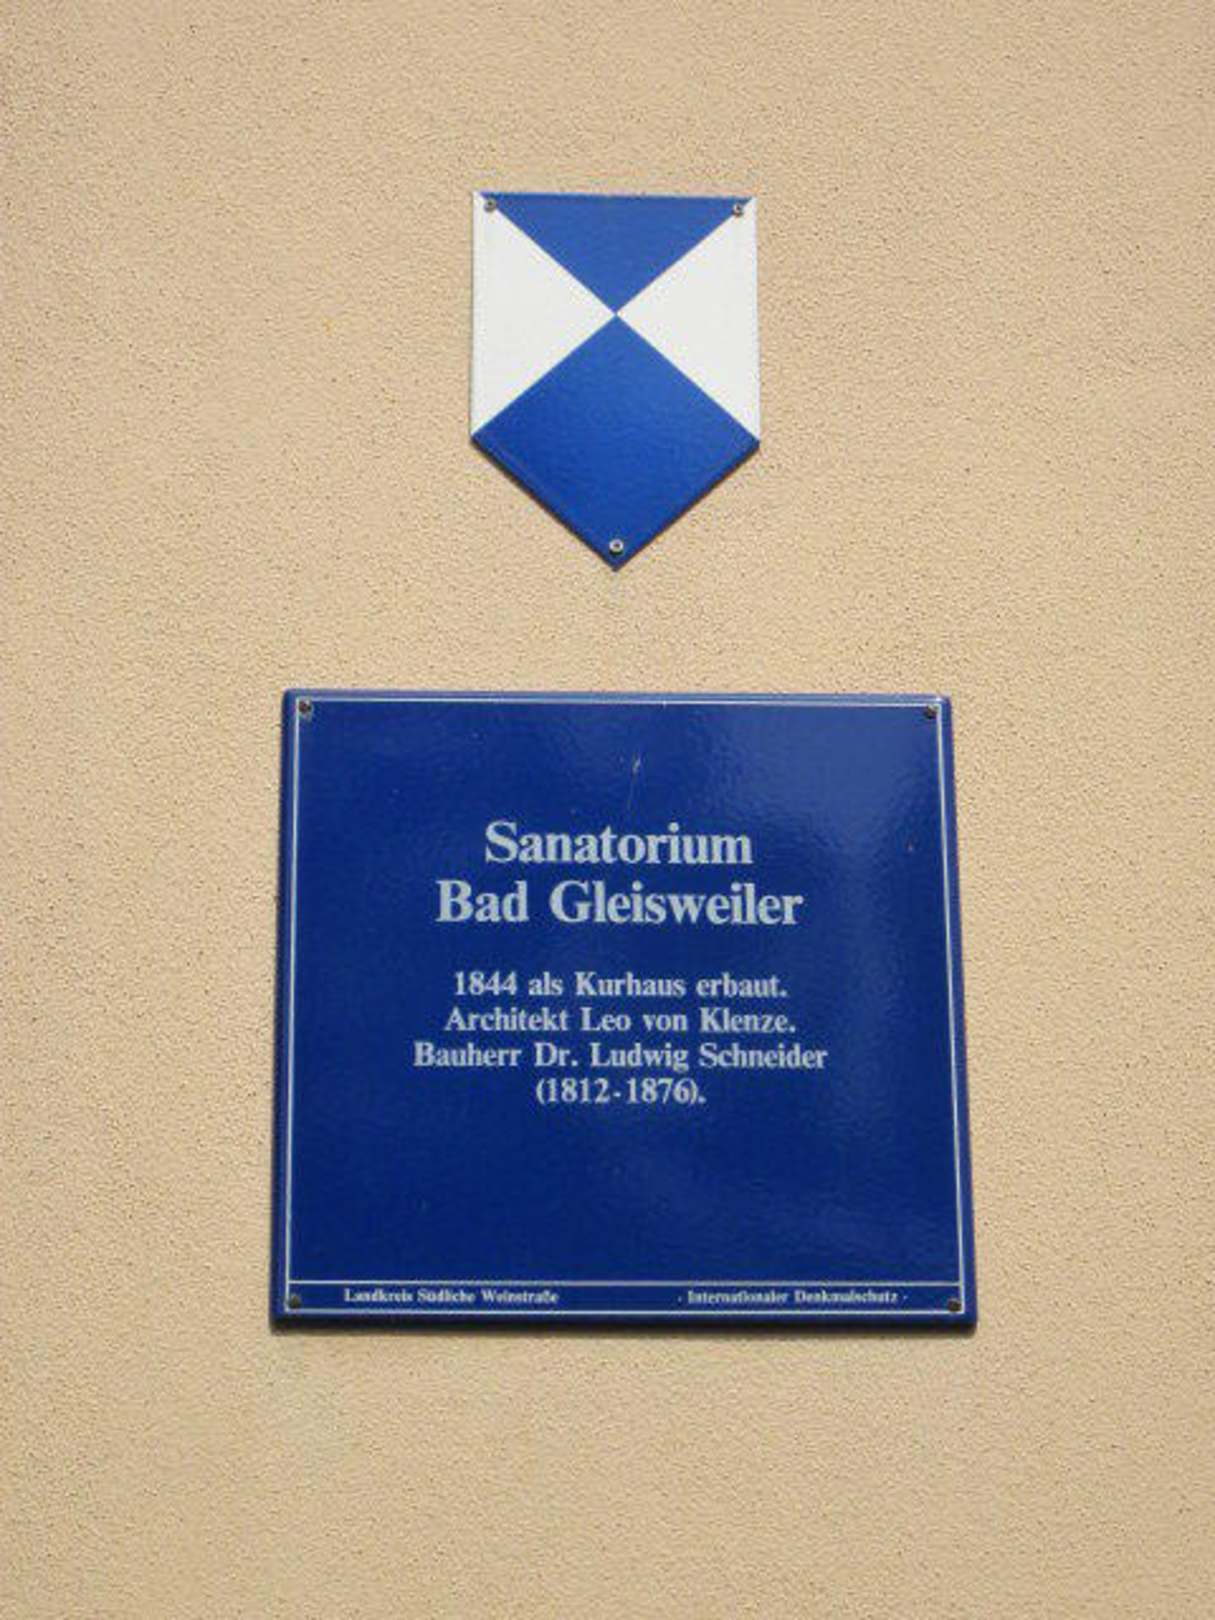 Sanatorium
Bad Gleisweiler
1844 als Kurhaus erbaut.
Architekt Leo von Klenze.
Bauherr Dr. Ludwig Schneider
(1812-1876).
Landkreis Südliche Weinstraße · Internationaler Denkmalschutz ·